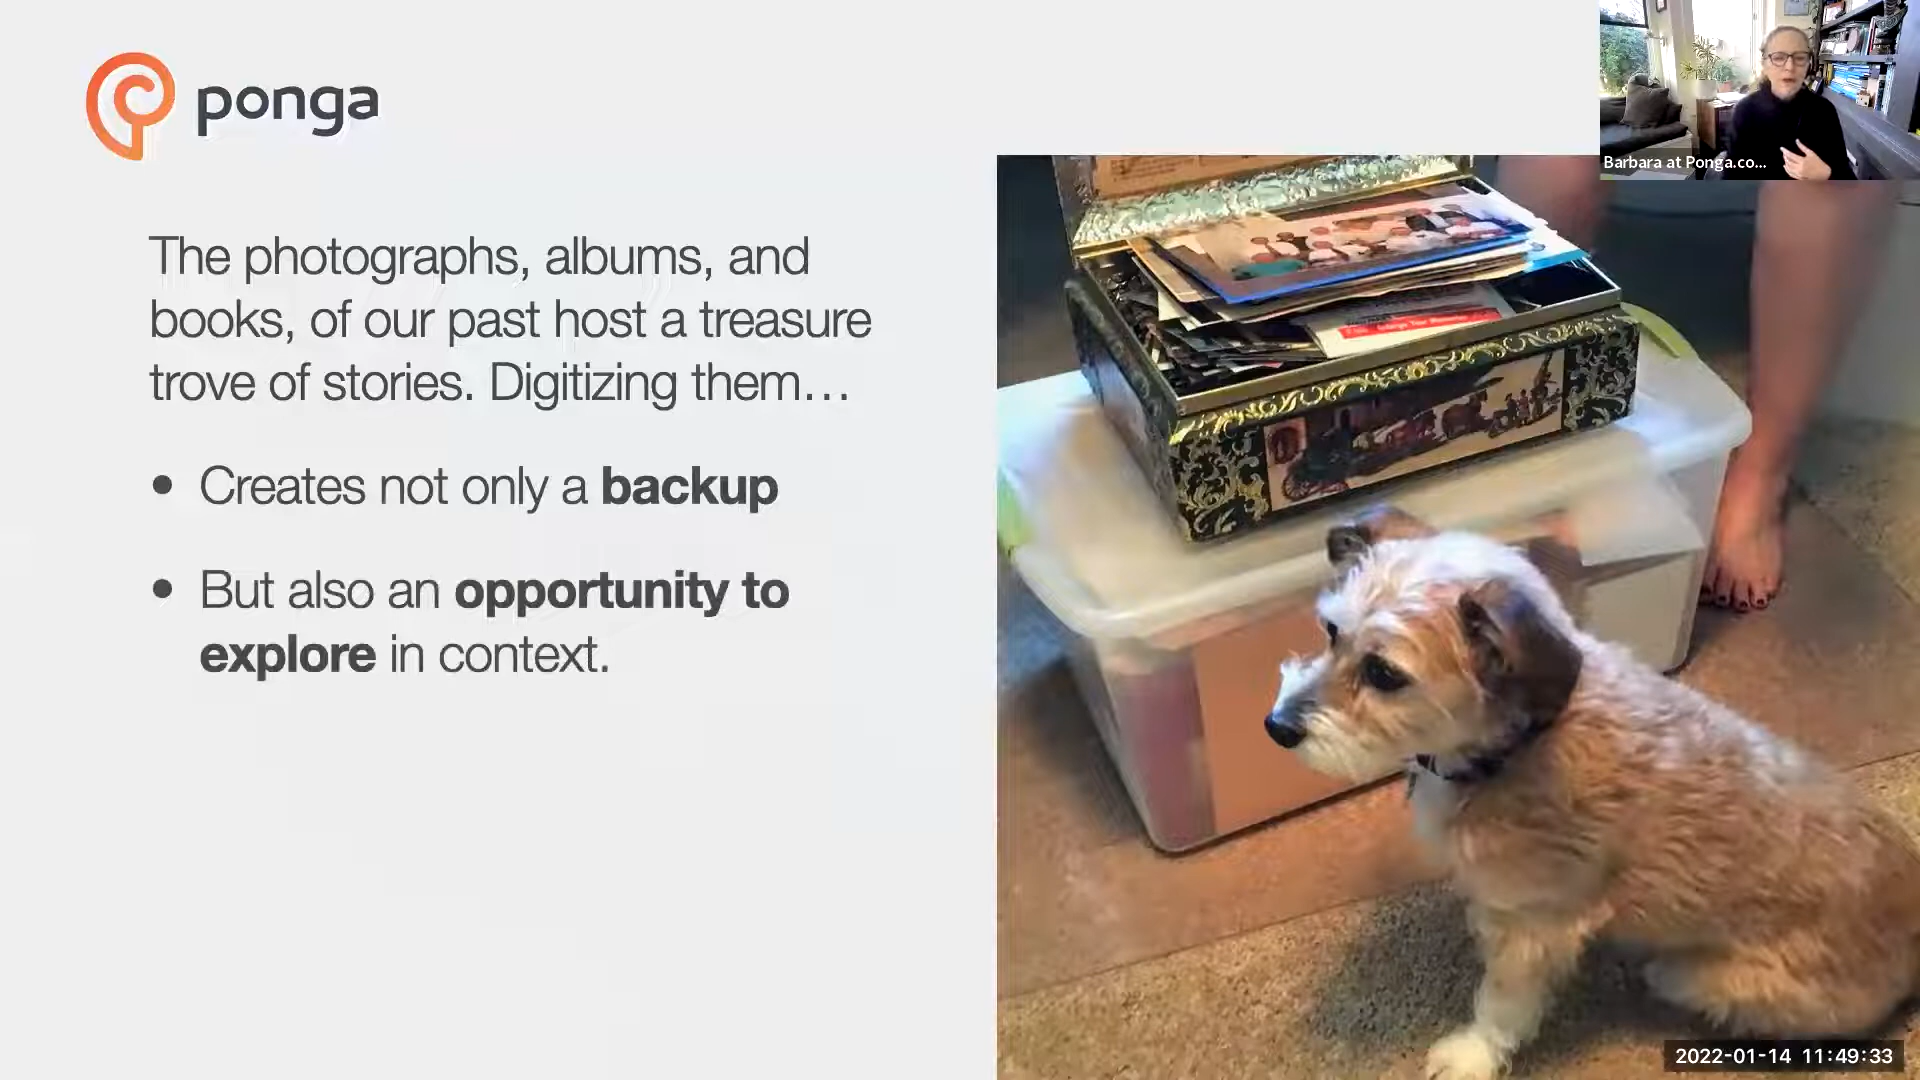 ponga
Barbara at Ponga.co...
The photographs, albums, and
books, of our past host a treasure
trove of stories. Digitizing them…
• Creates not only a backup
• But also an opportunity to
explore in context.
2022-01-14 11:49:33